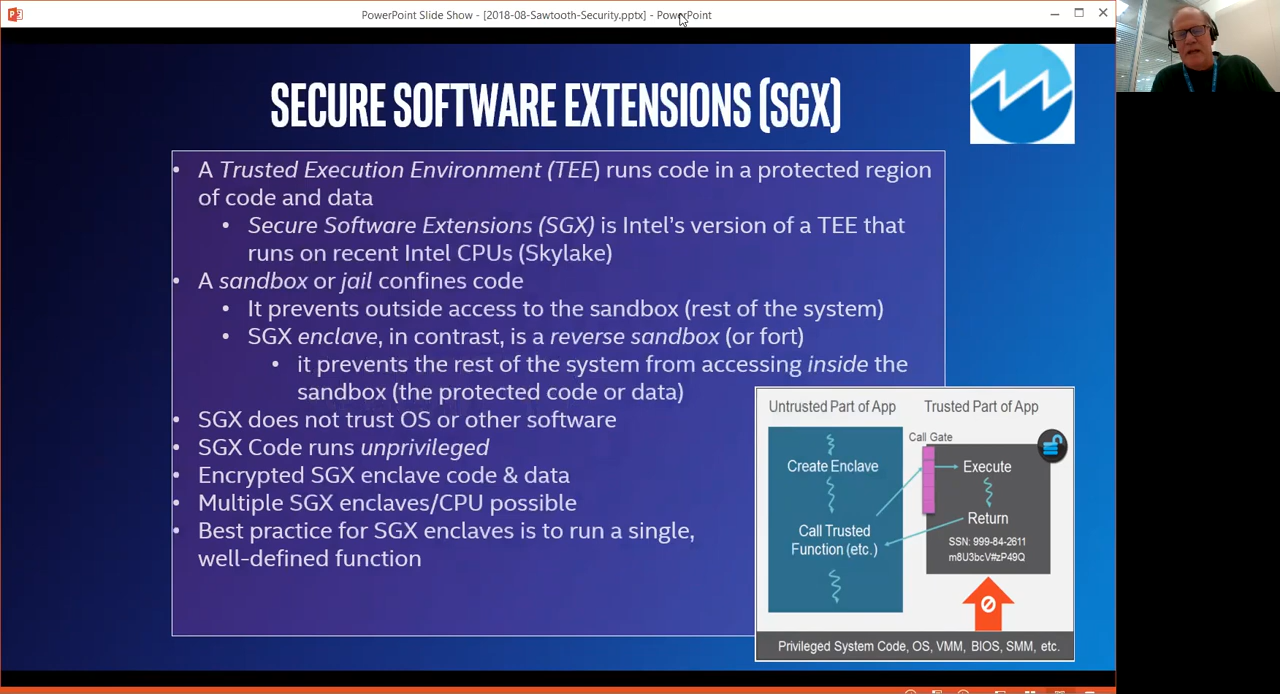 PowerPoint Slide Show - [2018-08-Sawtooth-Security.pptx] - PowerPoint
SECURE SOFTWARE EXTENSIONS (SGX)
• A Trusted Execution Environment (TEE) runs code in a protected region
of code and data
• Secure Software Extensions (SGX) is Intel's version of a TEE that
runs on recent Intel CPUs (Skylake)
• A sandbox or jail confines code
• It prevents outside access to the sandbox (rest of the system)
• SGX enclave, in contrast, is a reverse sandbox (or fort)
• it prevents the rest of the system from accessing inside the
sandbox (the protected code or data)
• SGX does not trust OS or other software
• SGX Code runs unprivileged
• Encrypted SGX enclave code & data
• Multiple SGX enclaves/CPU possible
• Best practice for SGX enclaves is to run a single,
well-defined function
Untrusted Part of App
Trusted Part of App
Call Gate
Create Enclave
Execute
Call Trusted
Function (etc.)
Return
SSN: 999-84-2611
m8U3bcV#zP49Q
Privileged System Code, OS, VMM, BIOS, SMM, etc.